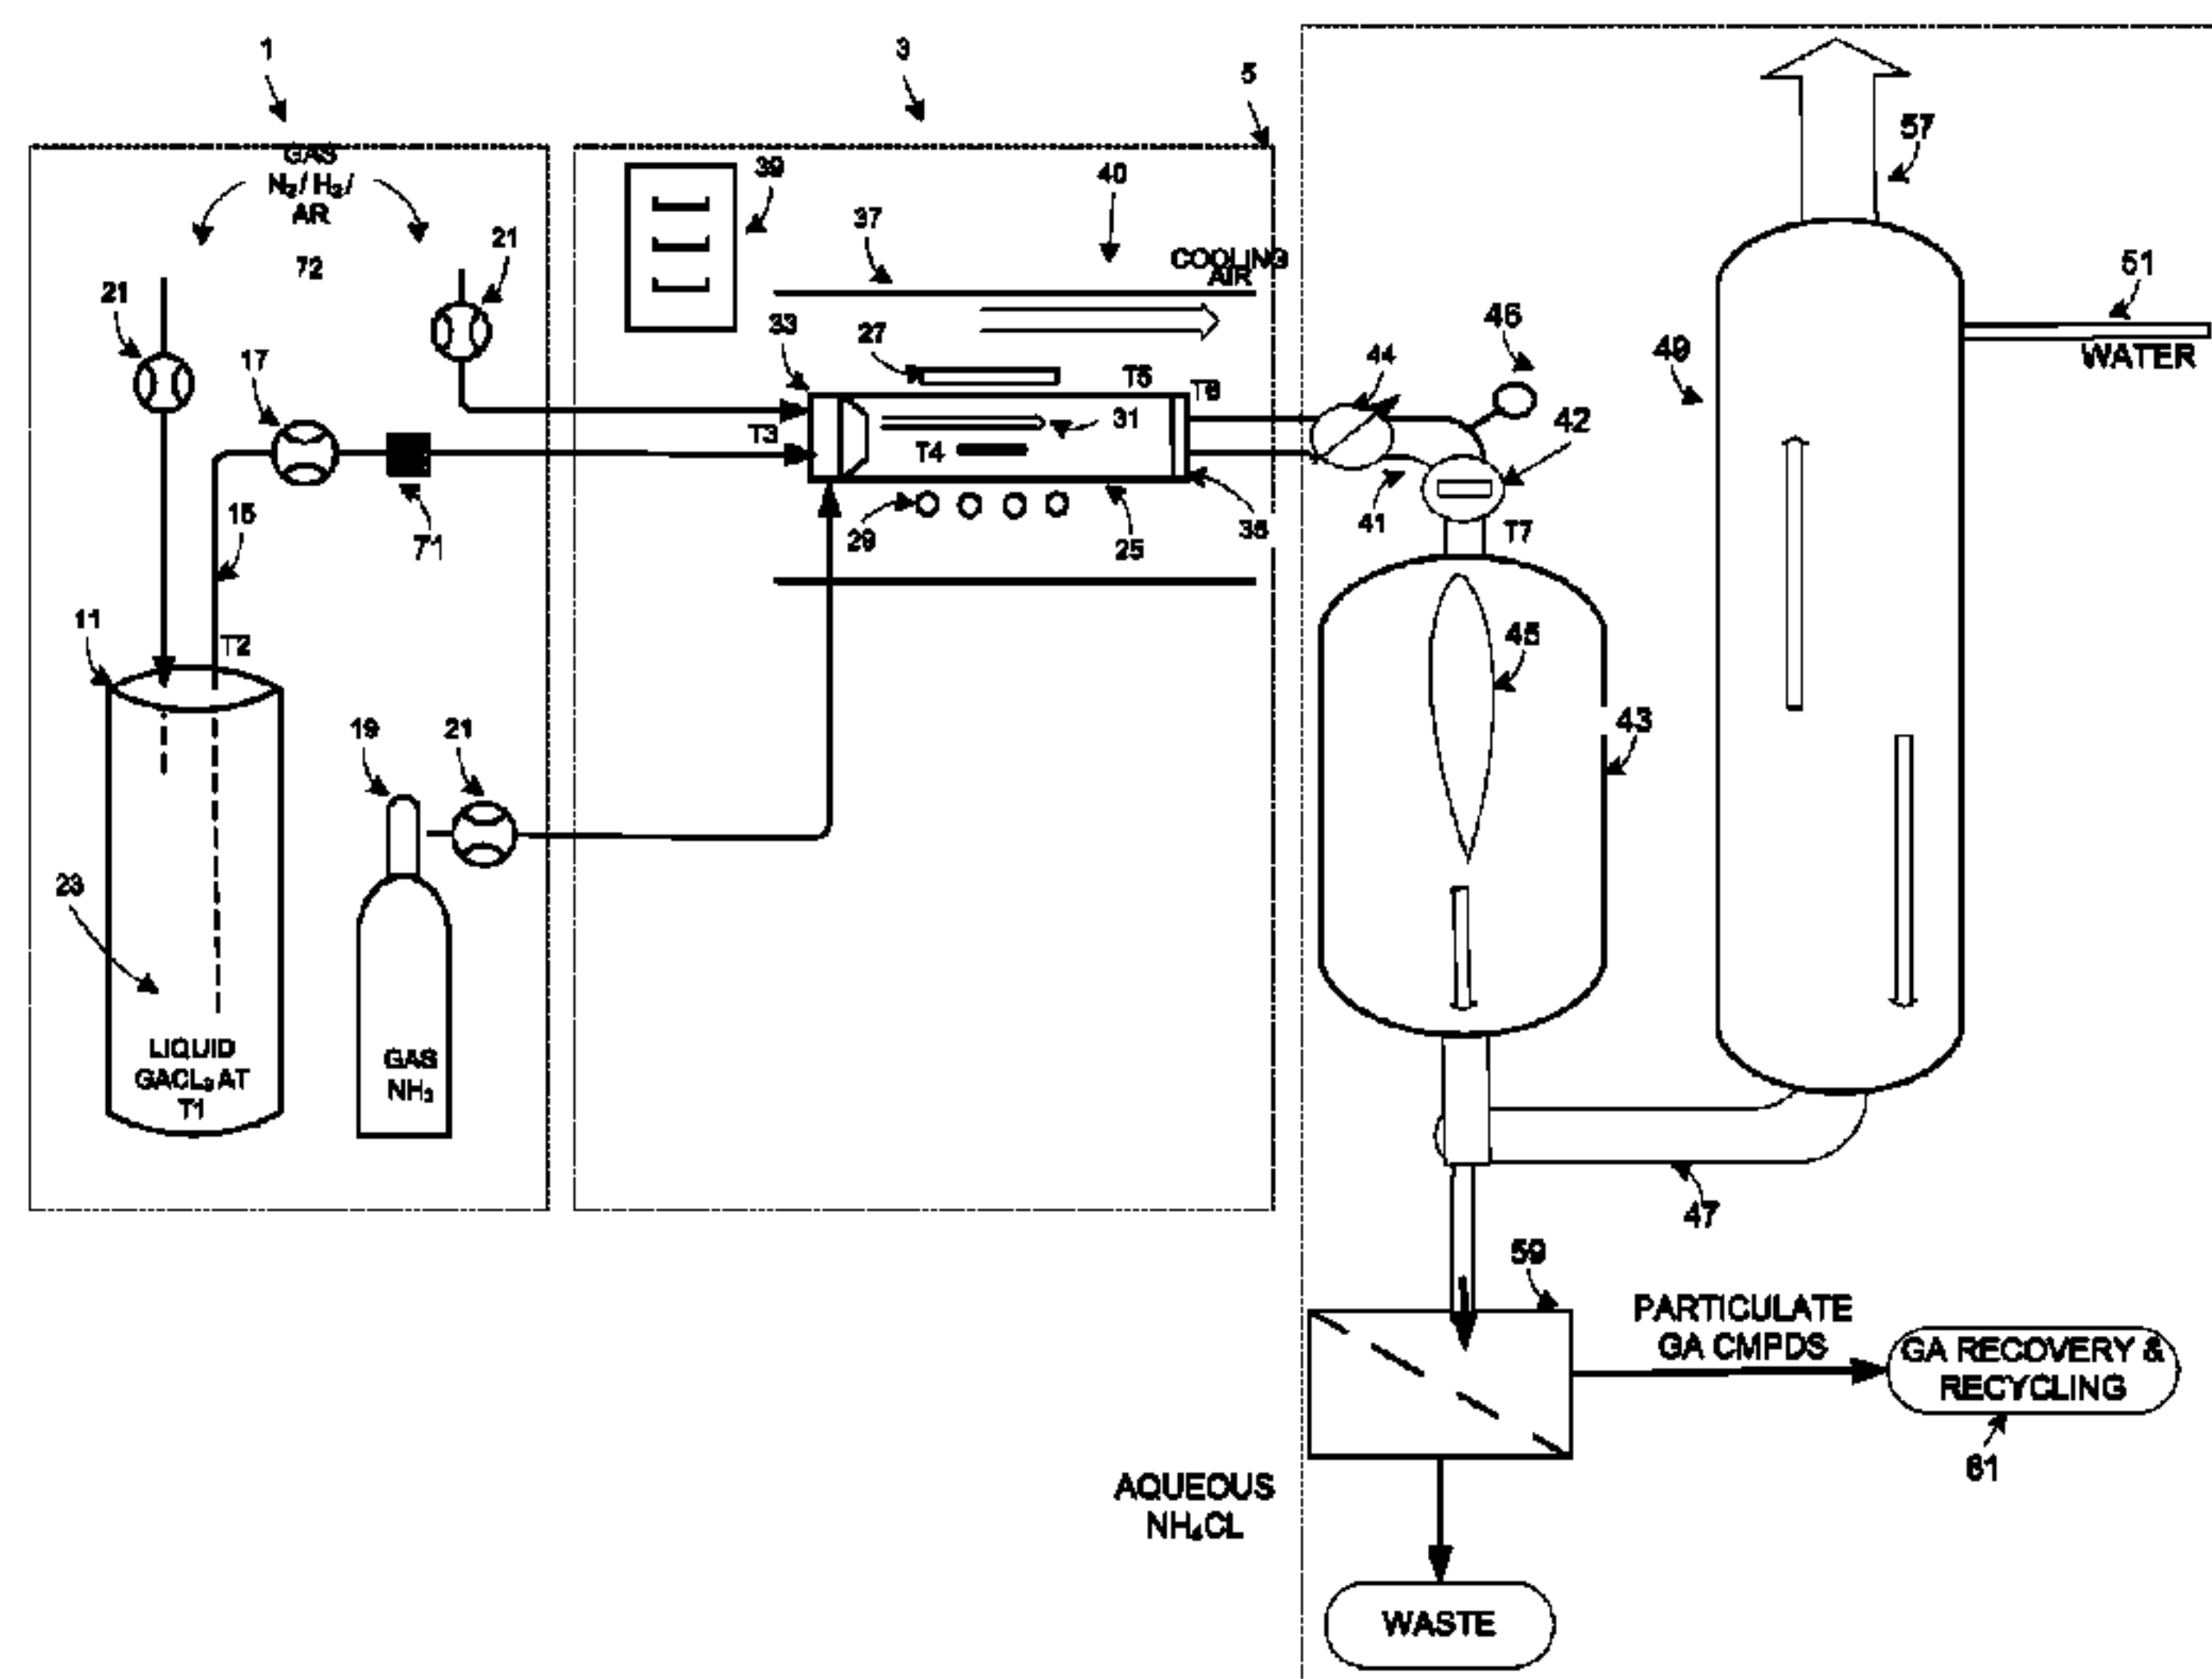 1
3
5
GAS
N₂/ H₂/
AR
72
21
21
17
71
15
11
T2
19
21
23
LIQUID
GACL₃ AT
T1
GAS
NH₃
39
37
40
COOLING
AIR
33
27
T5
T6
T3
31
T4
29
25
35
44
46
42
41
T7
45
43
49
57
51
WATER
47
59
PARTICULATE
GA CMPDS
GA RECOVERY &
RECYCLING
61
AQUEOUS
NH₄CL
WASTE